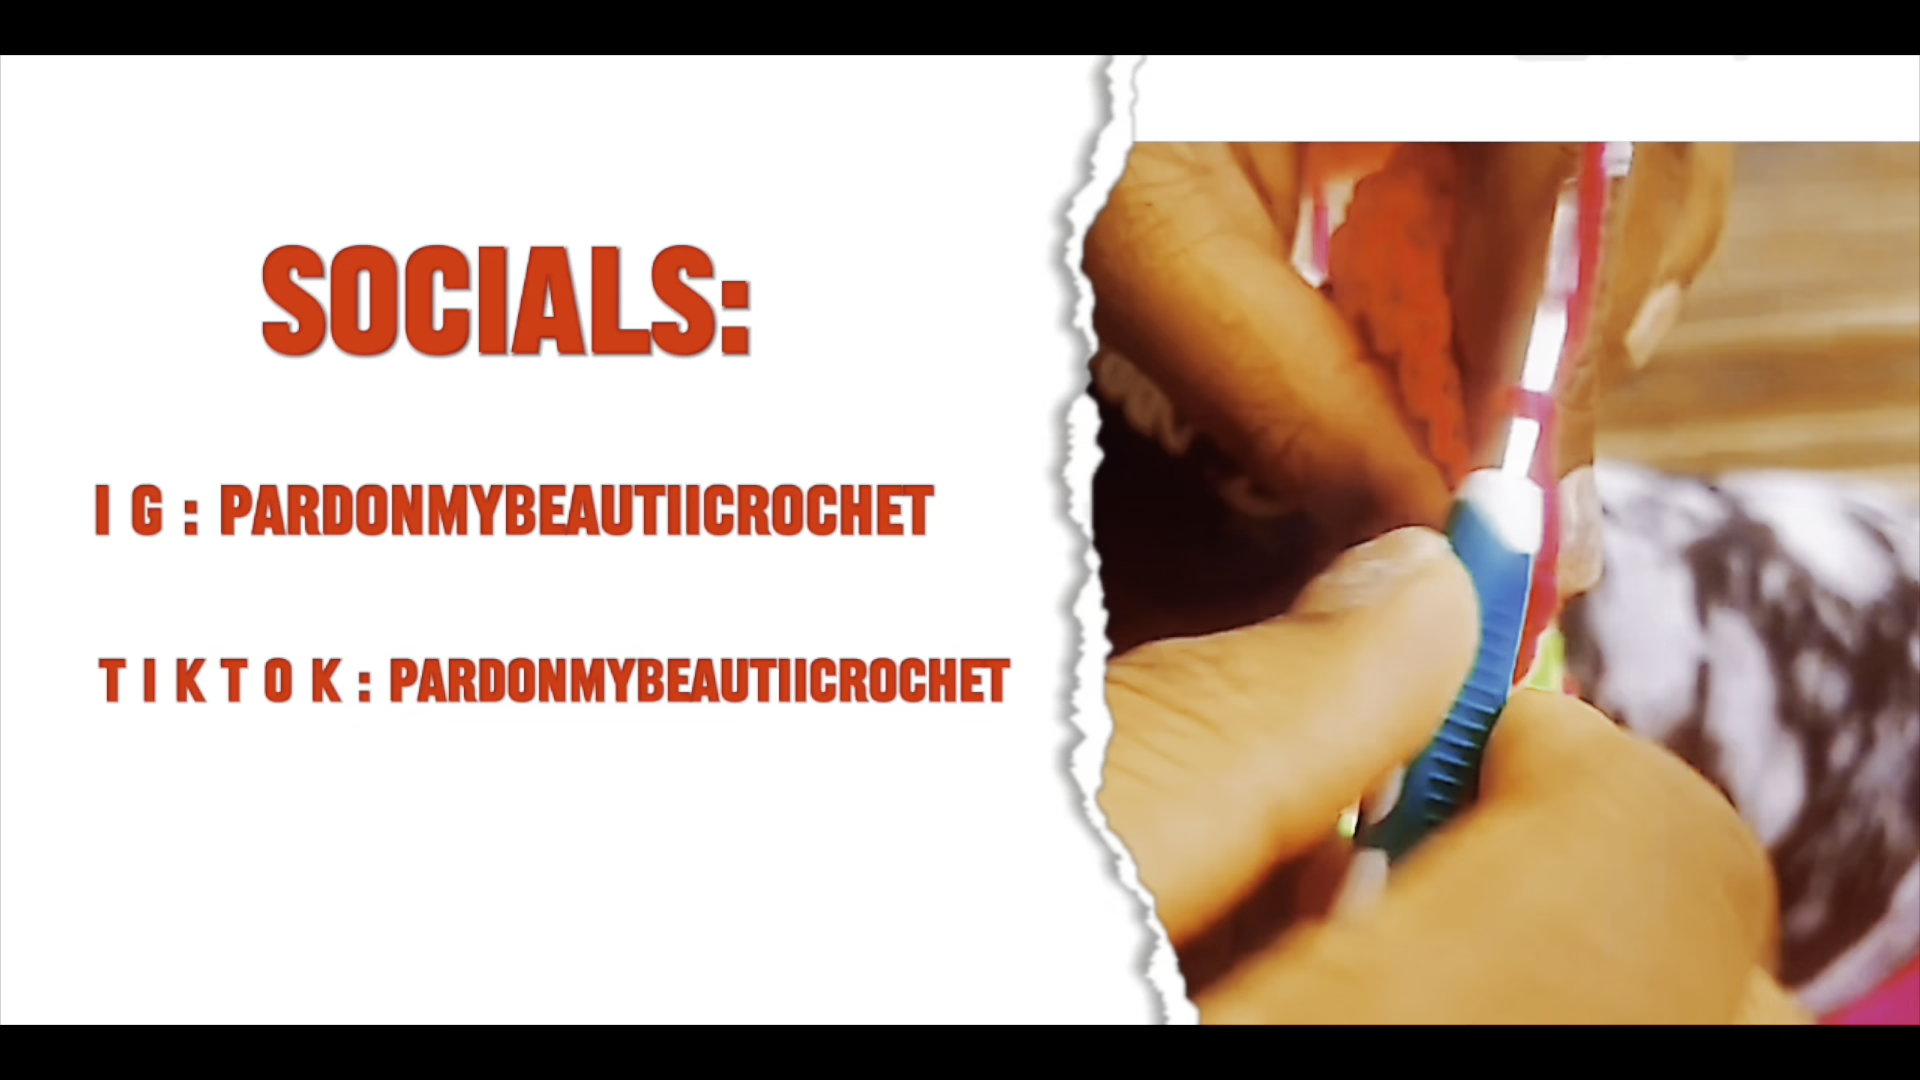 SOCIALS:
I G : PARDONMYBEAUTIICROCHET
T I K T O K : PARDONMYBEAUTIICROCHET